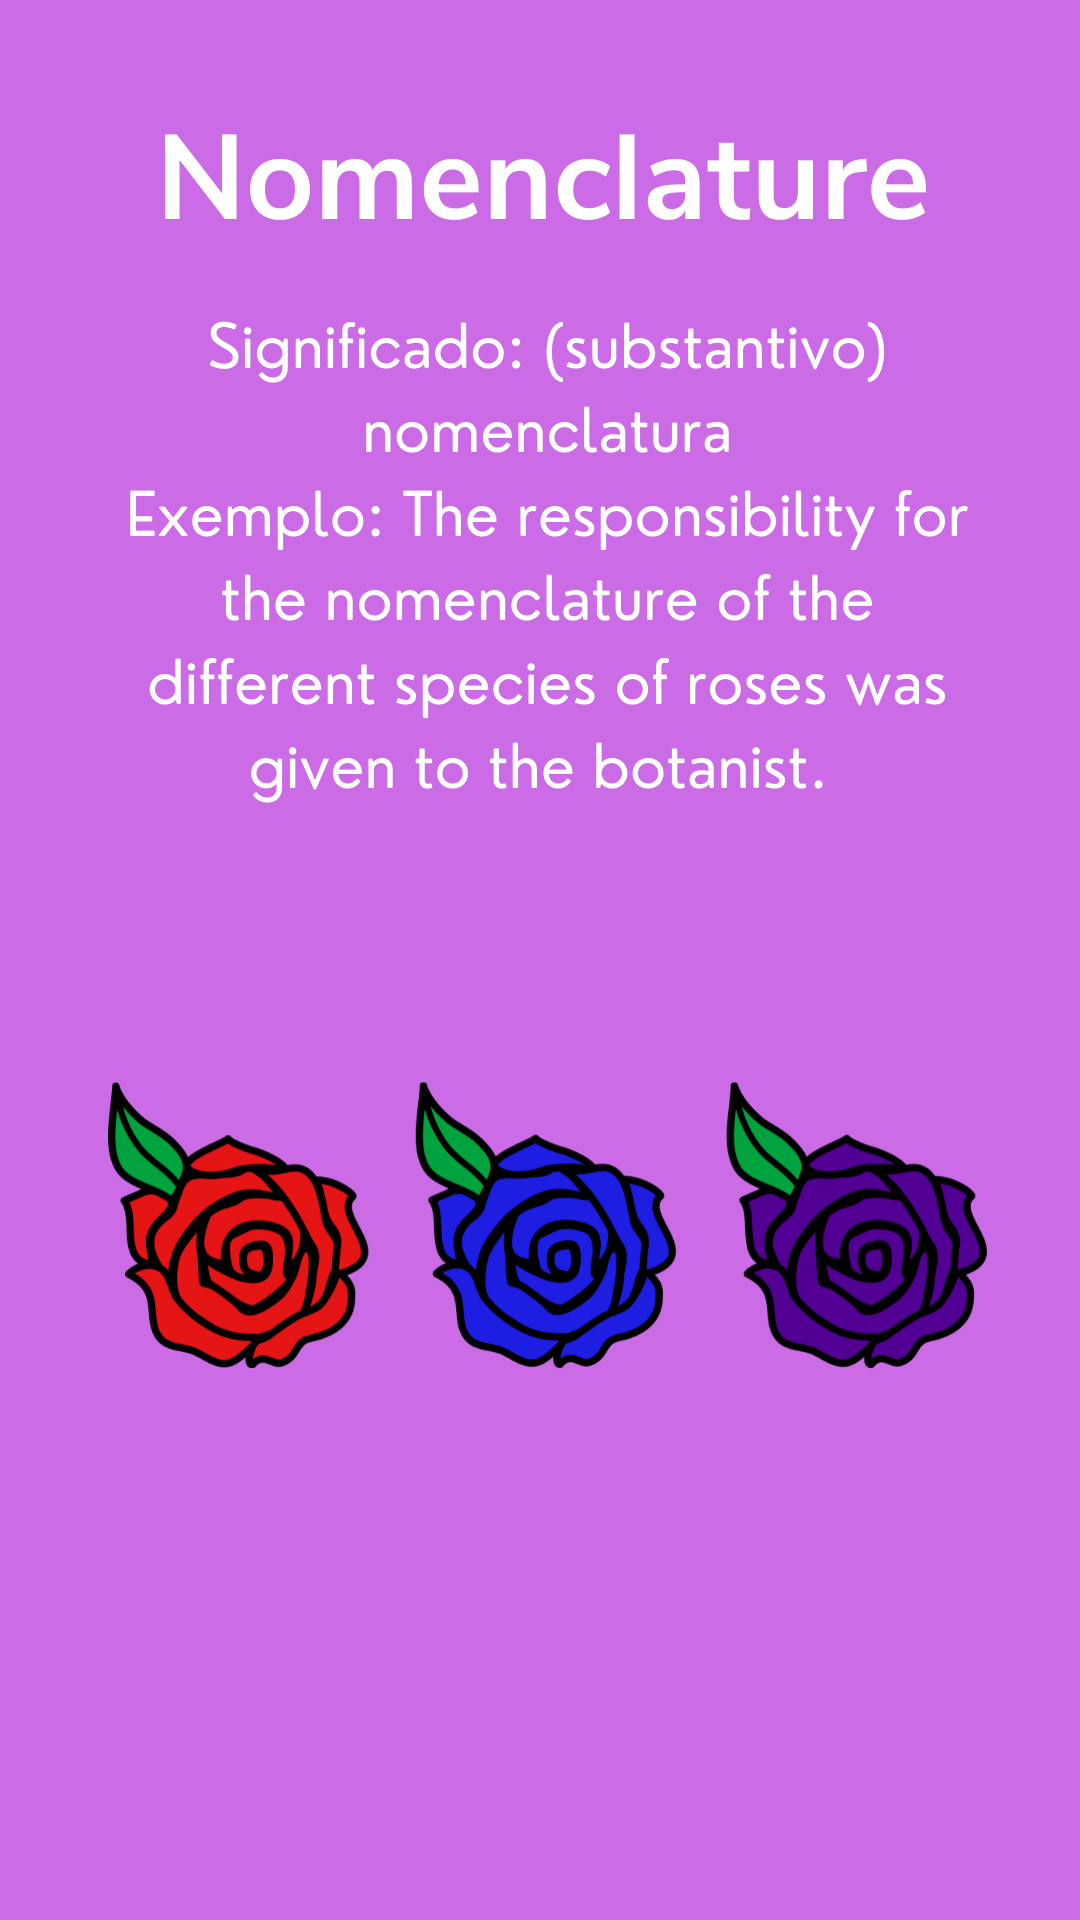 Nomenclature
Significado: (substantivo)
nomenclatura
Exemplo: The responsibility for
the nomenclature of the
different species of roses was
given to the botanist.